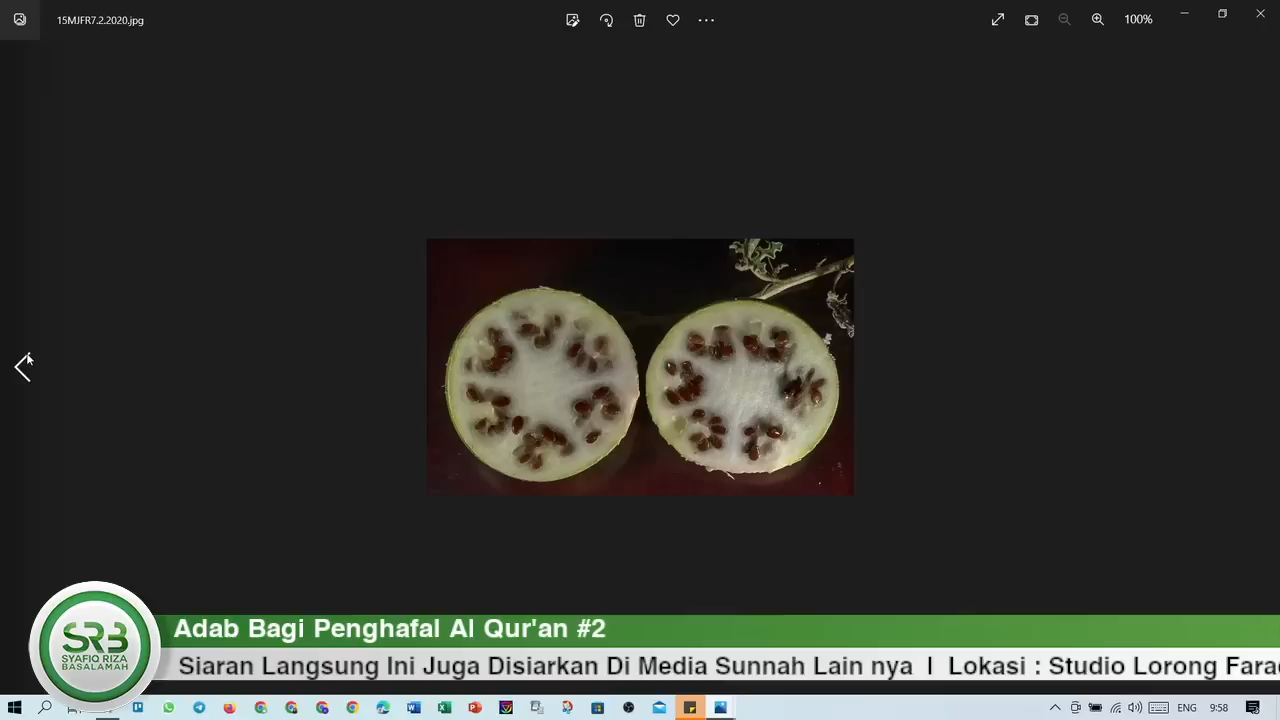 15MJFR7.2.2020.jpg
100%
SRB
SYAFIQ RIZA
BASALAMAH
Adab Bagi Penghafal Al Qur'an #2
Siaran Langsung Ini Juga Disiarkan Di Media Sunnah Lain nya I Lokasi : Studio Lorong Farad
ENG
9:58